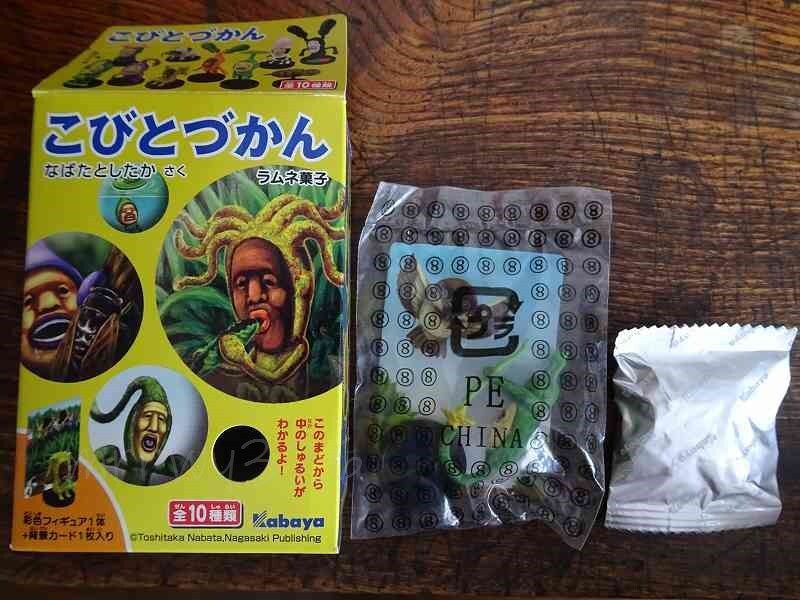 こびとづかん
全10種類
こびとづかん
なばたとしたか さく
ラムネ菓子
このまどから
中のしゅるいが
わかるよ!
彩色フィギュア1体
+背景カード1枚入り
全10種類
Kabaya
©Toshitaka Nabata,Nagasaki Publishing
プラ
PE
CHINA
8
Kabaya